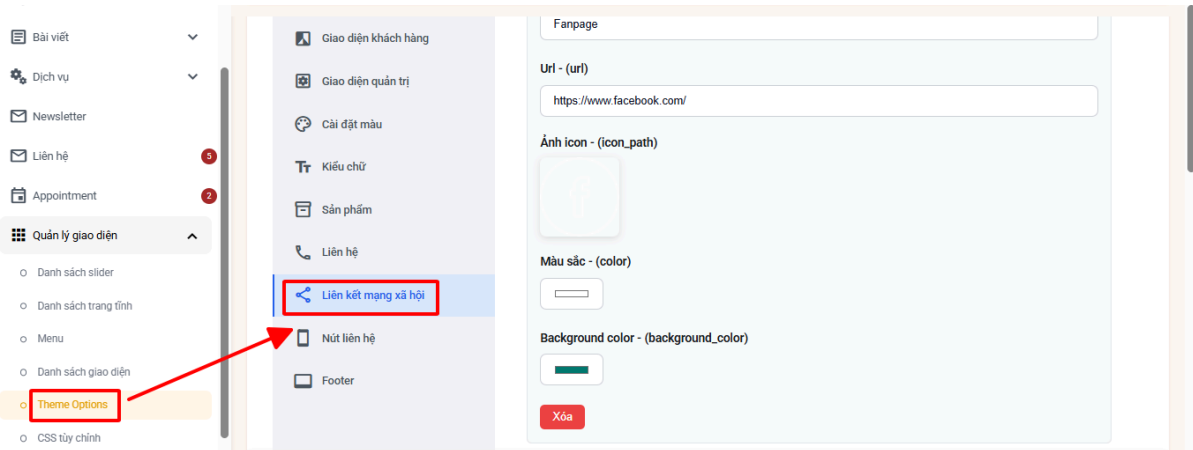 Bài viết
Dịch vụ
Newsletter
Liên hệ
5
Appointment
2
Quản lý giao diện
Danh sách slider
Danh sách trang tĩnh
Menu
Danh sách giao diện
Theme Options
CSS tùy chỉnh
Giao diện khách hàng
Giao diện quản trị
Cài đặt màu
Kiểu chữ
Sản phẩm
Liên hệ
Liên kết mạng xã hội
Nút liên hệ
Footer
Fanpage
Url - (url)
https://www.facebook.com/
Ảnh icon - (icon_path)
Màu sắc - (color)
Background color - (background_color)
Xóa